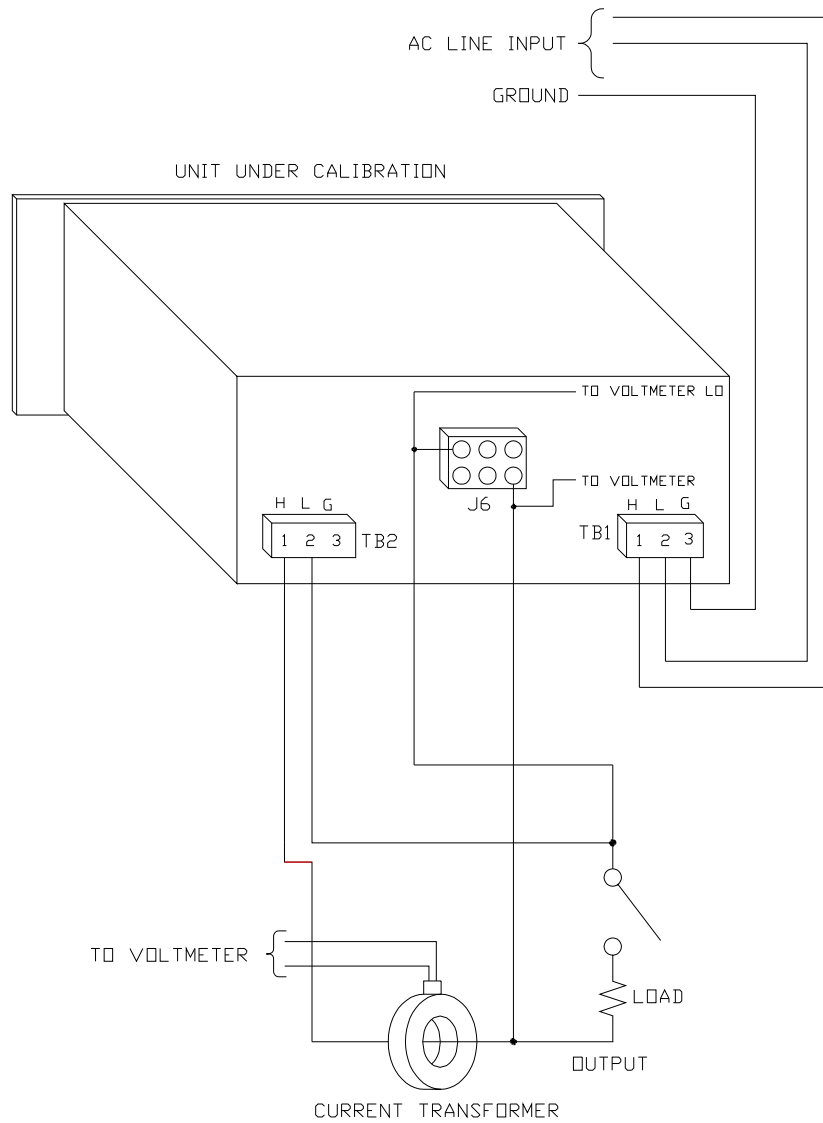 AC LINE INPUT
GROUND
UNIT UNDER CALIBRATION
TO VOLTMETER LO
TO VOLTMETER
J6
H L G
1 2 3
TB2
H L G
TB1
1 2 3
TO VOLTMETER
LOAD
OUTPUT
CURRENT TRANSFORMER